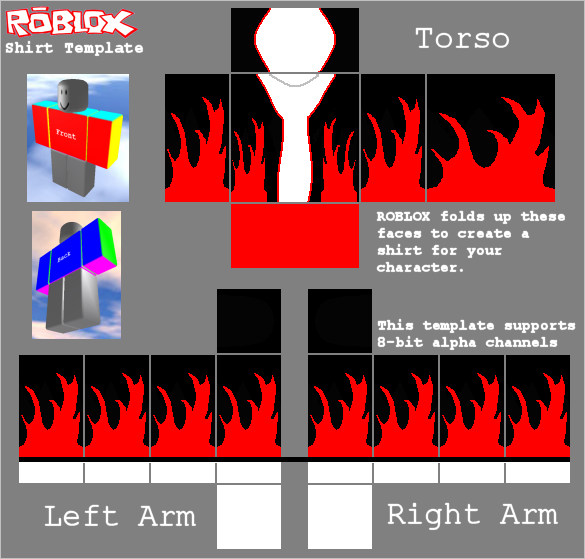 ROBLOX
Shirt Template
Torso
Front
Back
ROBLOX folds up these
faces to create a
shirt for your
character.
This template supports
8-bit alpha channels
Left Arm
Right Arm